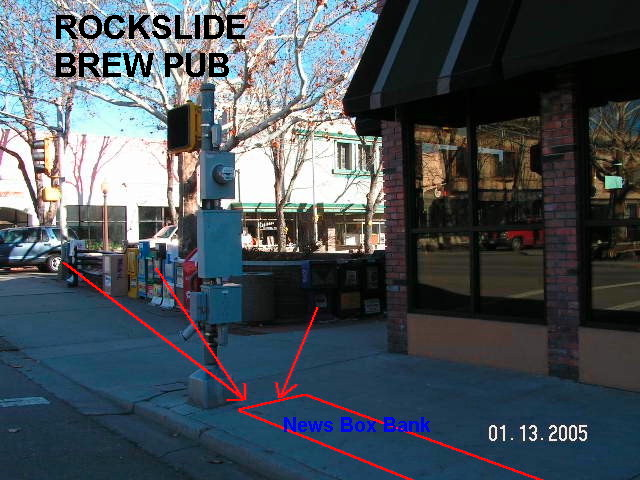 ROCKSLIDE
BREW PUB
News Box Bank
01.13.2005